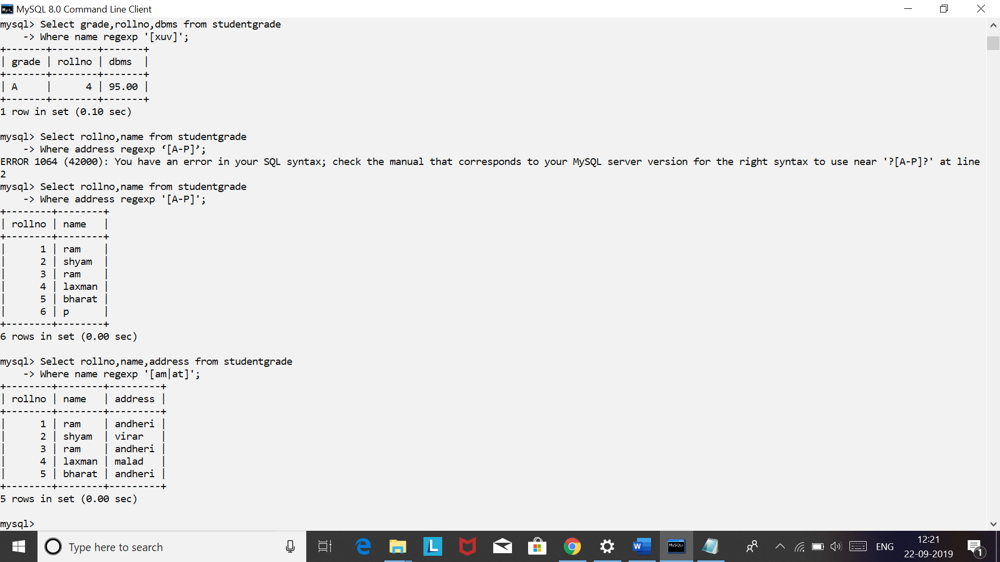 MySQL 8.0 Command Line Client
mysql> Select grade,rollno,dbms from studentgrade
    -> Where name regexp '[xuv]';
+-------+--------+-------+
| grade | rollno | dbms  |
+-------+--------+-------+
| A     |      4 | 95.00 |
+-------+--------+-------+
1 row in set (0.10 sec)

mysql> Select rollno,name from studentgrade
    -> Where address regexp ‘[A-P]’;
ERROR 1064 (42000): You have an error in your SQL syntax; check the manual that corresponds to your MySQL server version for the right syntax to use near '?[A-P]?' at line
2
mysql> Select rollno,name from studentgrade
    -> Where address regexp '[A-P]';
+--------+--------+
| rollno | name   |
+--------+--------+
|      1 | ram    |
|      2 | shyam  |
|      3 | ram    |
|      4 | laxman |
|      5 | bharat |
|      6 | p      |
+--------+--------+
6 rows in set (0.00 sec)

mysql> Select rollno,name,address from studentgrade
    -> Where name regexp '[am|at]';
+--------+--------+---------+
| rollno | name   | address |
+--------+--------+---------+
|      1 | ram    | andheri |
|      2 | shyam  | virar   |
|      3 | ram    | andheri |
|      4 | laxman | malad   |
|      5 | bharat | andheri |
+--------+--------+---------+
5 rows in set (0.00 sec)

mysql>
Type here to search
L
W
MySQL>
ENG
12:21
22-09-2019
1